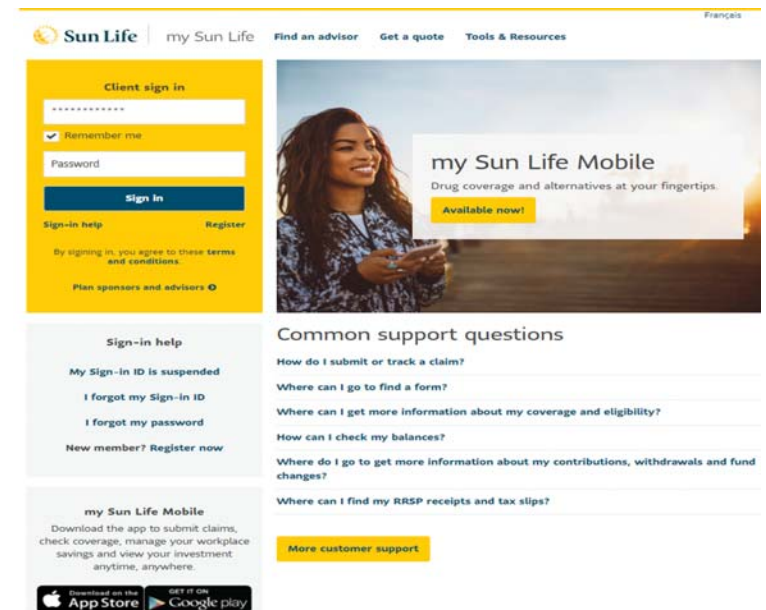 Français
Sun Life my Sun Life Find an advisor Get a quote Tools & Resources
Client sign in
************
Remember me
Password
Sign in
Sign-in help Register
By signing in, you agree to these terms
and conditions.
Plan sponsors and advisors
my Sun Life Mobile
Drug coverage and alternatives at your fingertips.
Available now!
Sign-in help
My Sign-in ID is suspended
I forgot my Sign-in ID
I forgot my password
New member? Register now
my Sun Life Mobile
Download the app to submit claims,
check coverage, manage your workplace
savings and view your investment
anytime, anywhere.
Download on the
App Store
GET IT ON
Google play
Common support questions
How do I submit or track a claim?
Where can I go to find a form?
Where can I get more information about my coverage and eligibility?
How can I check my balances?
Where do I go to get more information about my contributions, withdrawals and fund
changes?
Where can I find my RRSP receipts and tax slips?
More customer support